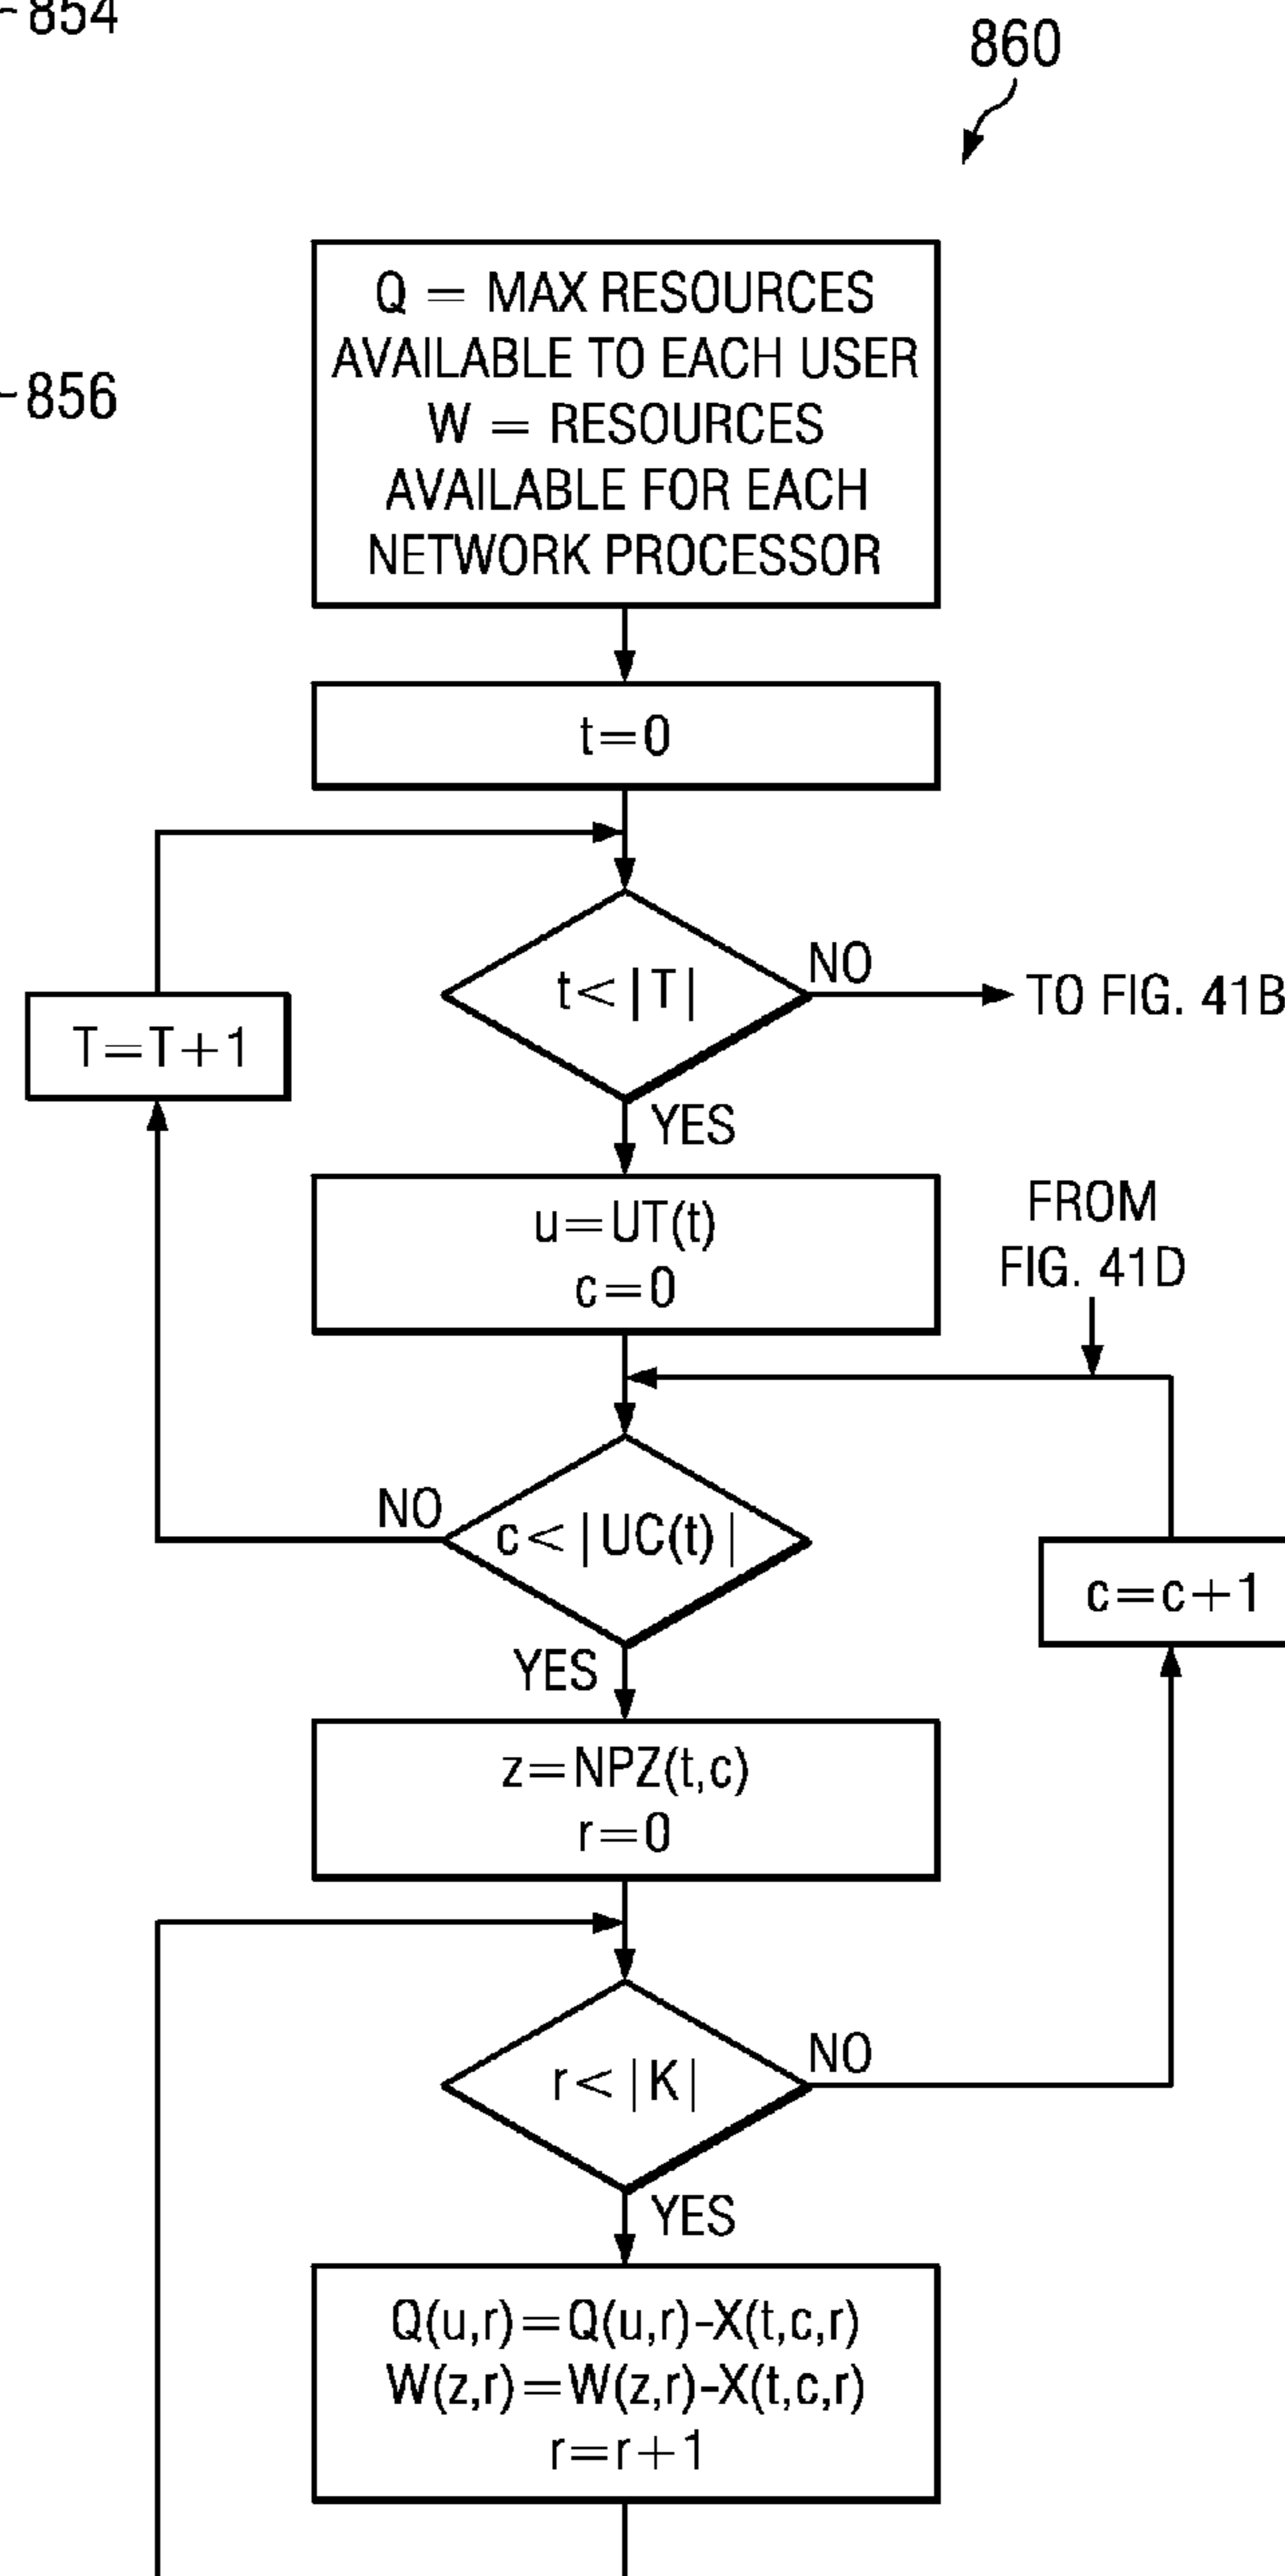 854
860
856
Q = MAX RESOURCES
AVAILABLE TO EACH USER
W = RESOURCES
AVAILABLE FOR EACH
NETWORK PROCESSOR
t=0
t<|T|
NO
TO FIG. 41B
T=T+1
YES
u=UT(t)
c=0
FROM
FIG. 41D
NO
c<|UC(t)|
c=c+1
YES
z=NPZ(t,c)
r=0
r<|K|
NO
YES
Q(u,r)=Q(u,r)-X(t,c,r)
W(z,r)=W(z,r)-X(t,c,r)
r=r+1